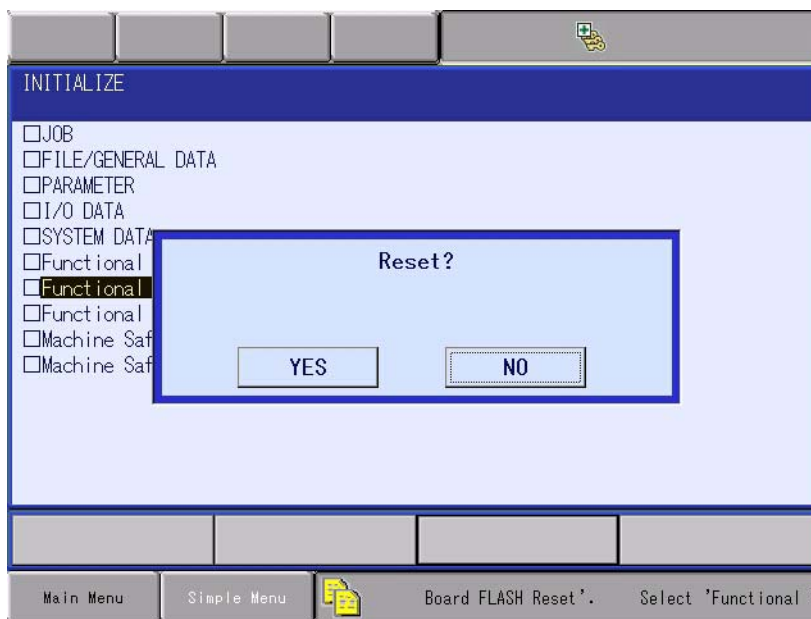 INITIALIZE
□JOB
□FILE/GENERAL DATA
□PARAMETER
□I/O DATA
□SYSTEM DATA
□Functional
□Functional
□Functional
□Machine Saf
□Machine Saf
Reset?
YES NO
Main Menu Simple Menu Board FLASH Reset'. Select 'Functional